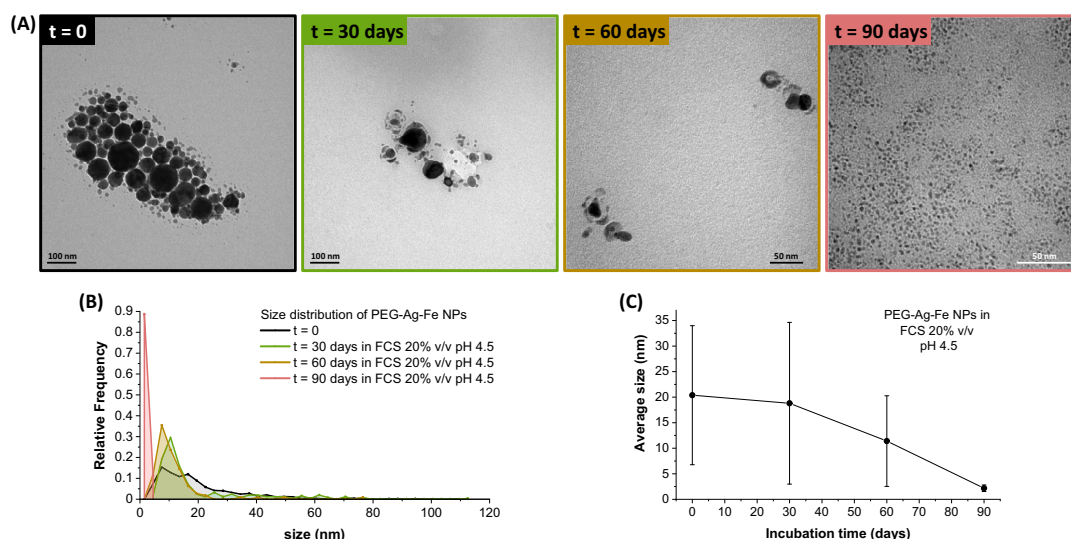 (A)
t = 0
t = 30 days
t = 60 days
t = 90 days
100 nm
100 nm
50 nm
50 nm
(B)
Size distribution of PEG-Ag-Fe NPs
t = 0
t = 30 days in FCS 20% v/v pH 4.5
t = 60 days in FCS 20% v/v pH 4.5
t = 90 days in FCS 20% v/v pH 4.5
Relative Frequency
0.9
0.8
0.7
0.6
0.5
0.4
0.3
0.2
0.1
0
0 20 40 60 80 100 120
size (nm)
(C)
PEG-Ag-Fe NPs in
FCS 20% v/v
pH 4.5
Average size (nm)
35
30
25
20
15
10
5
0
0 10 20 30 40 50 60 70 80 90
Incubation time (days)